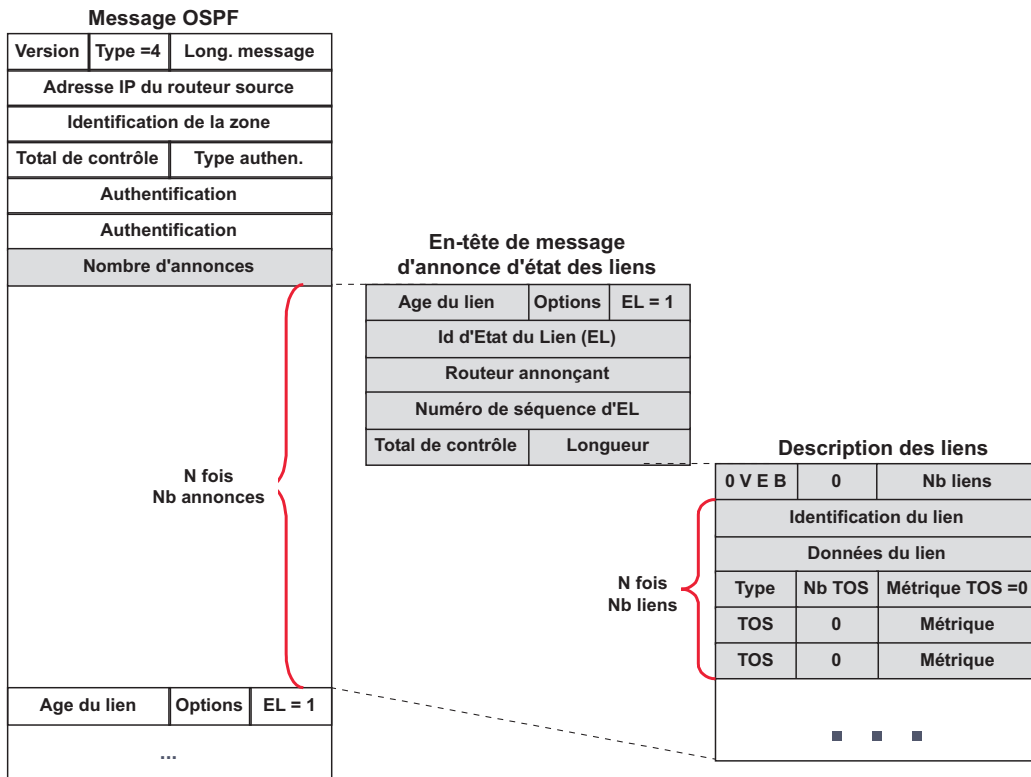 Message OSPF
Version Type =4 Long. message
Adresse IP du routeur source
Identification de la zone
Total de contrôle Type authen.
Authentification
Authentification
Nombre d'annonces
N fois
Nb annonces
Age du lien Options EL = 1
...
En-tête de message
d'annonce d'état des liens
Age du lien Options EL = 1
Id d'Etat du Lien (EL)
Routeur annonçant
Numéro de séquence d'EL
Total de contrôle Longueur
Description des liens
0 V E B 0 Nb liens
Identification du lien
Données du lien
N fois
Nb liens
Type Nb TOS Métrique TOS =0
TOS 0 Métrique
TOS 0 Métrique